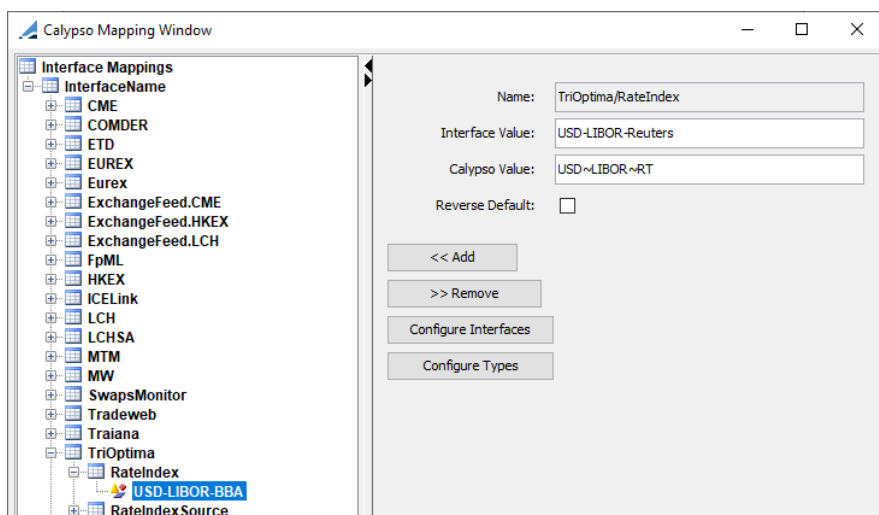 Calypso Mapping Window
Interface Mappings
InterfaceName
CME
COMDER
ETD
EUREX
Eurex
ExchangeFeed.CME
ExchangeFeed.HKEX
ExchangeFeed.LCH
FpML
HKEX
ICELink
LCH
LCHSA
MTM
MW
SwapsMonitor
Tradeweb
Traiana
TriOptima
RateIndex
USD-LIBOR-BBA
RateIndexSource
Name: TriOptima/RateIndex
Interface Value: USD-LIBOR-Reuters
Calypso Value: USD~LIBOR~RT
Reverse Default:
<< Add
>> Remove
Configure Interfaces
Configure Types